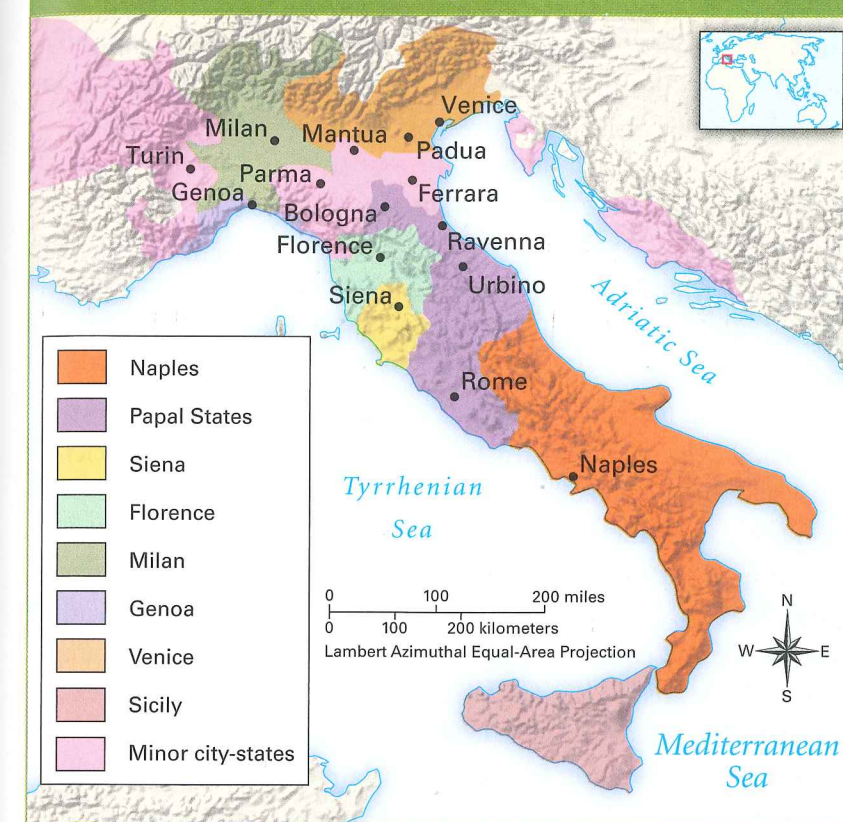 Venice
Milan
Mantua
Padua
Turin
Parma
Genoa
Ferrara
Bologna
Florence
Ravenna
Urbino
Siena
Adriatic Sea
Rome
Naples
Tyrrhenian
Sea
Naples
Papal States
Siena
Florence
Milan
Genoa
Venice
Sicily
Minor city-states
0 100 200 miles
0 100 200 kilometers
Lambert Azimuthal Equal-Area Projection
N
W E
S
Mediterranean
Sea